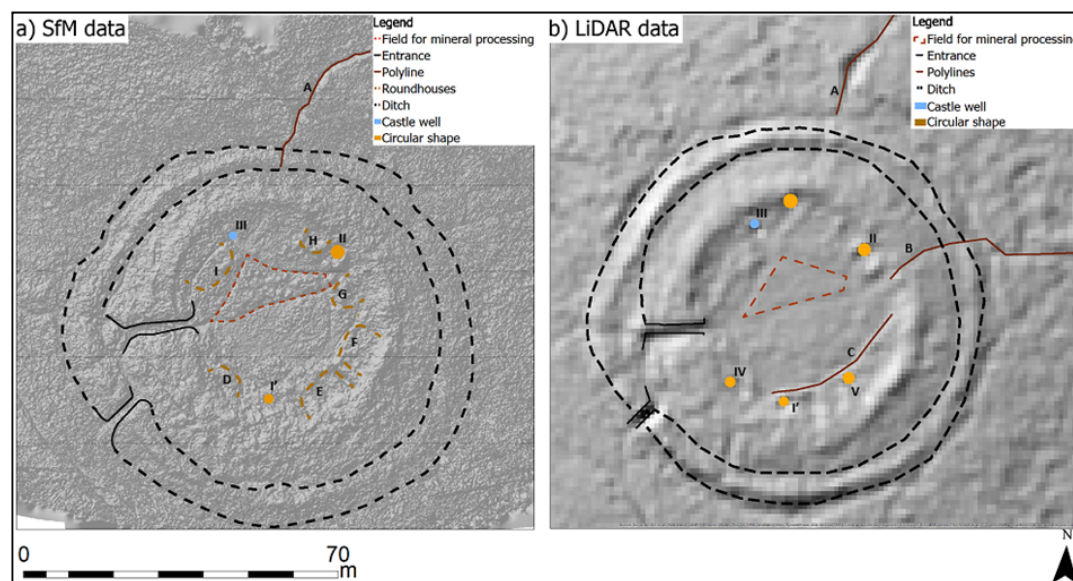 a) SfM data
Legend
Field for mineral processing
Entrance
Polyline
Roundhouses
Ditch
Castle well
Circular shape
A
III
H
II
I
G
F
D
I'
E
b) LiDAR data
Legend
Field for mineral processing
Entrance
Polylines
Ditch
Castle well
Circular shape
A
III
II
B
C
IV
V
I'
0
70
m
N